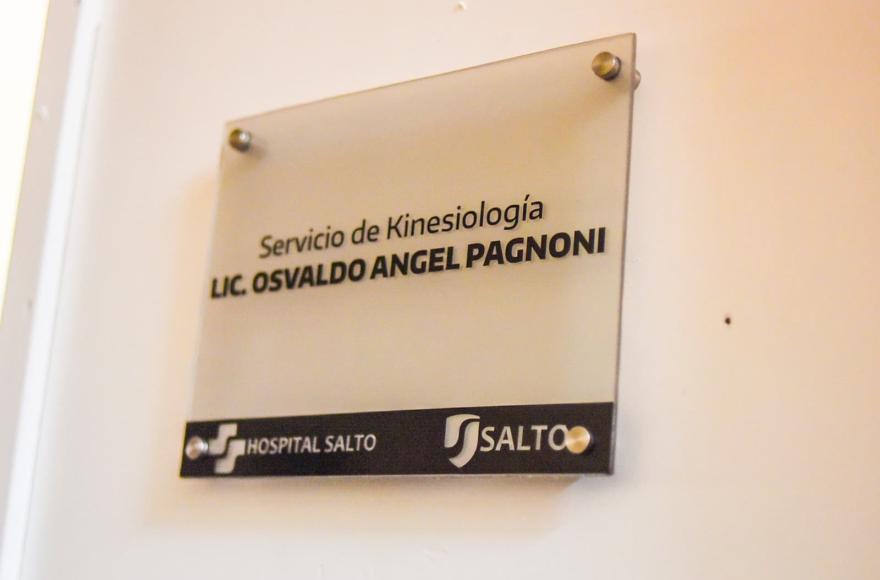 Servicio de Kinesiología
LIC. OSVALDO ANGEL PAGNONI
HOSPITAL SALTO
SALTO